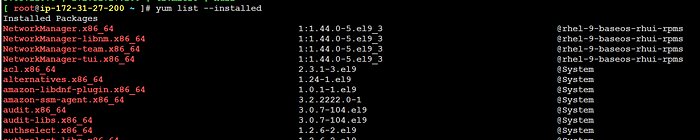 [ root@ip-172-31-27-200 ~ ]# yum list --installed
Installed Packages
NetworkManager.x86_64 1:1.44.0-5.el9_3 @rhel-9-baseos-rhui-rpms
NetworkManager-libnm.x86_64 1:1.44.0-5.el9_3 @rhel-9-baseos-rhui-rpms
NetworkManager-team.x86_64 1:1.44.0-5.el9_3 @rhel-9-baseos-rhui-rpms
NetworkManager-tui.x86_64 1:1.44.0-5.el9_3 @rhel-9-baseos-rhui-rpms
acl.x86_64 2.3.1-3.el9 @System
alternatives.x86_64 1.24-1.el9 @System
amazon-libdnf-plugin.x86_64 1.0.1-1.el9 @System
amazon-ssm-agent.x86_64 3.2.2222.0-1 @System
audit.x86_64 3.0.7-104.el9 @System
audit-libs.x86_64 3.0.7-104.el9 @System
authselect.x86_64 1.2.6-2.el9 @System